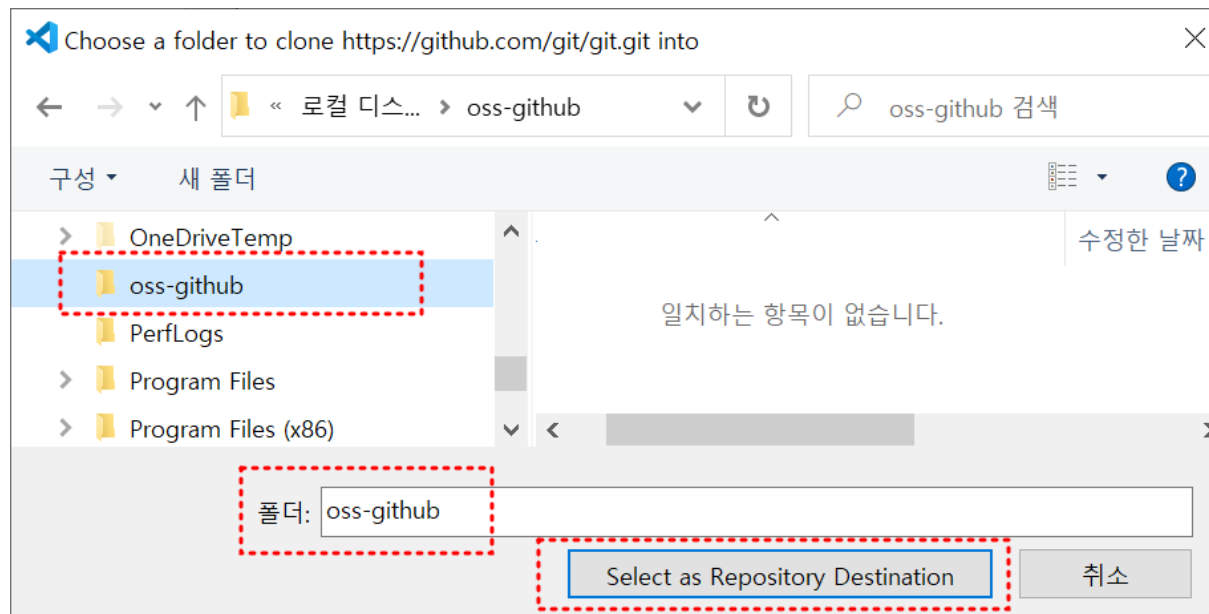 Choose a folder to clone https://github.com/git/git.git into
« 로컬 디스... > oss-github
oss-github 검색
구성
새 폴더
?
OneDriveTemp
수정한 날짜
oss-github
일치하는 항목이 없습니다.
PerfLogs
Program Files
Program Files (x86)
폴더: oss-github
Select as Repository Destination
취소